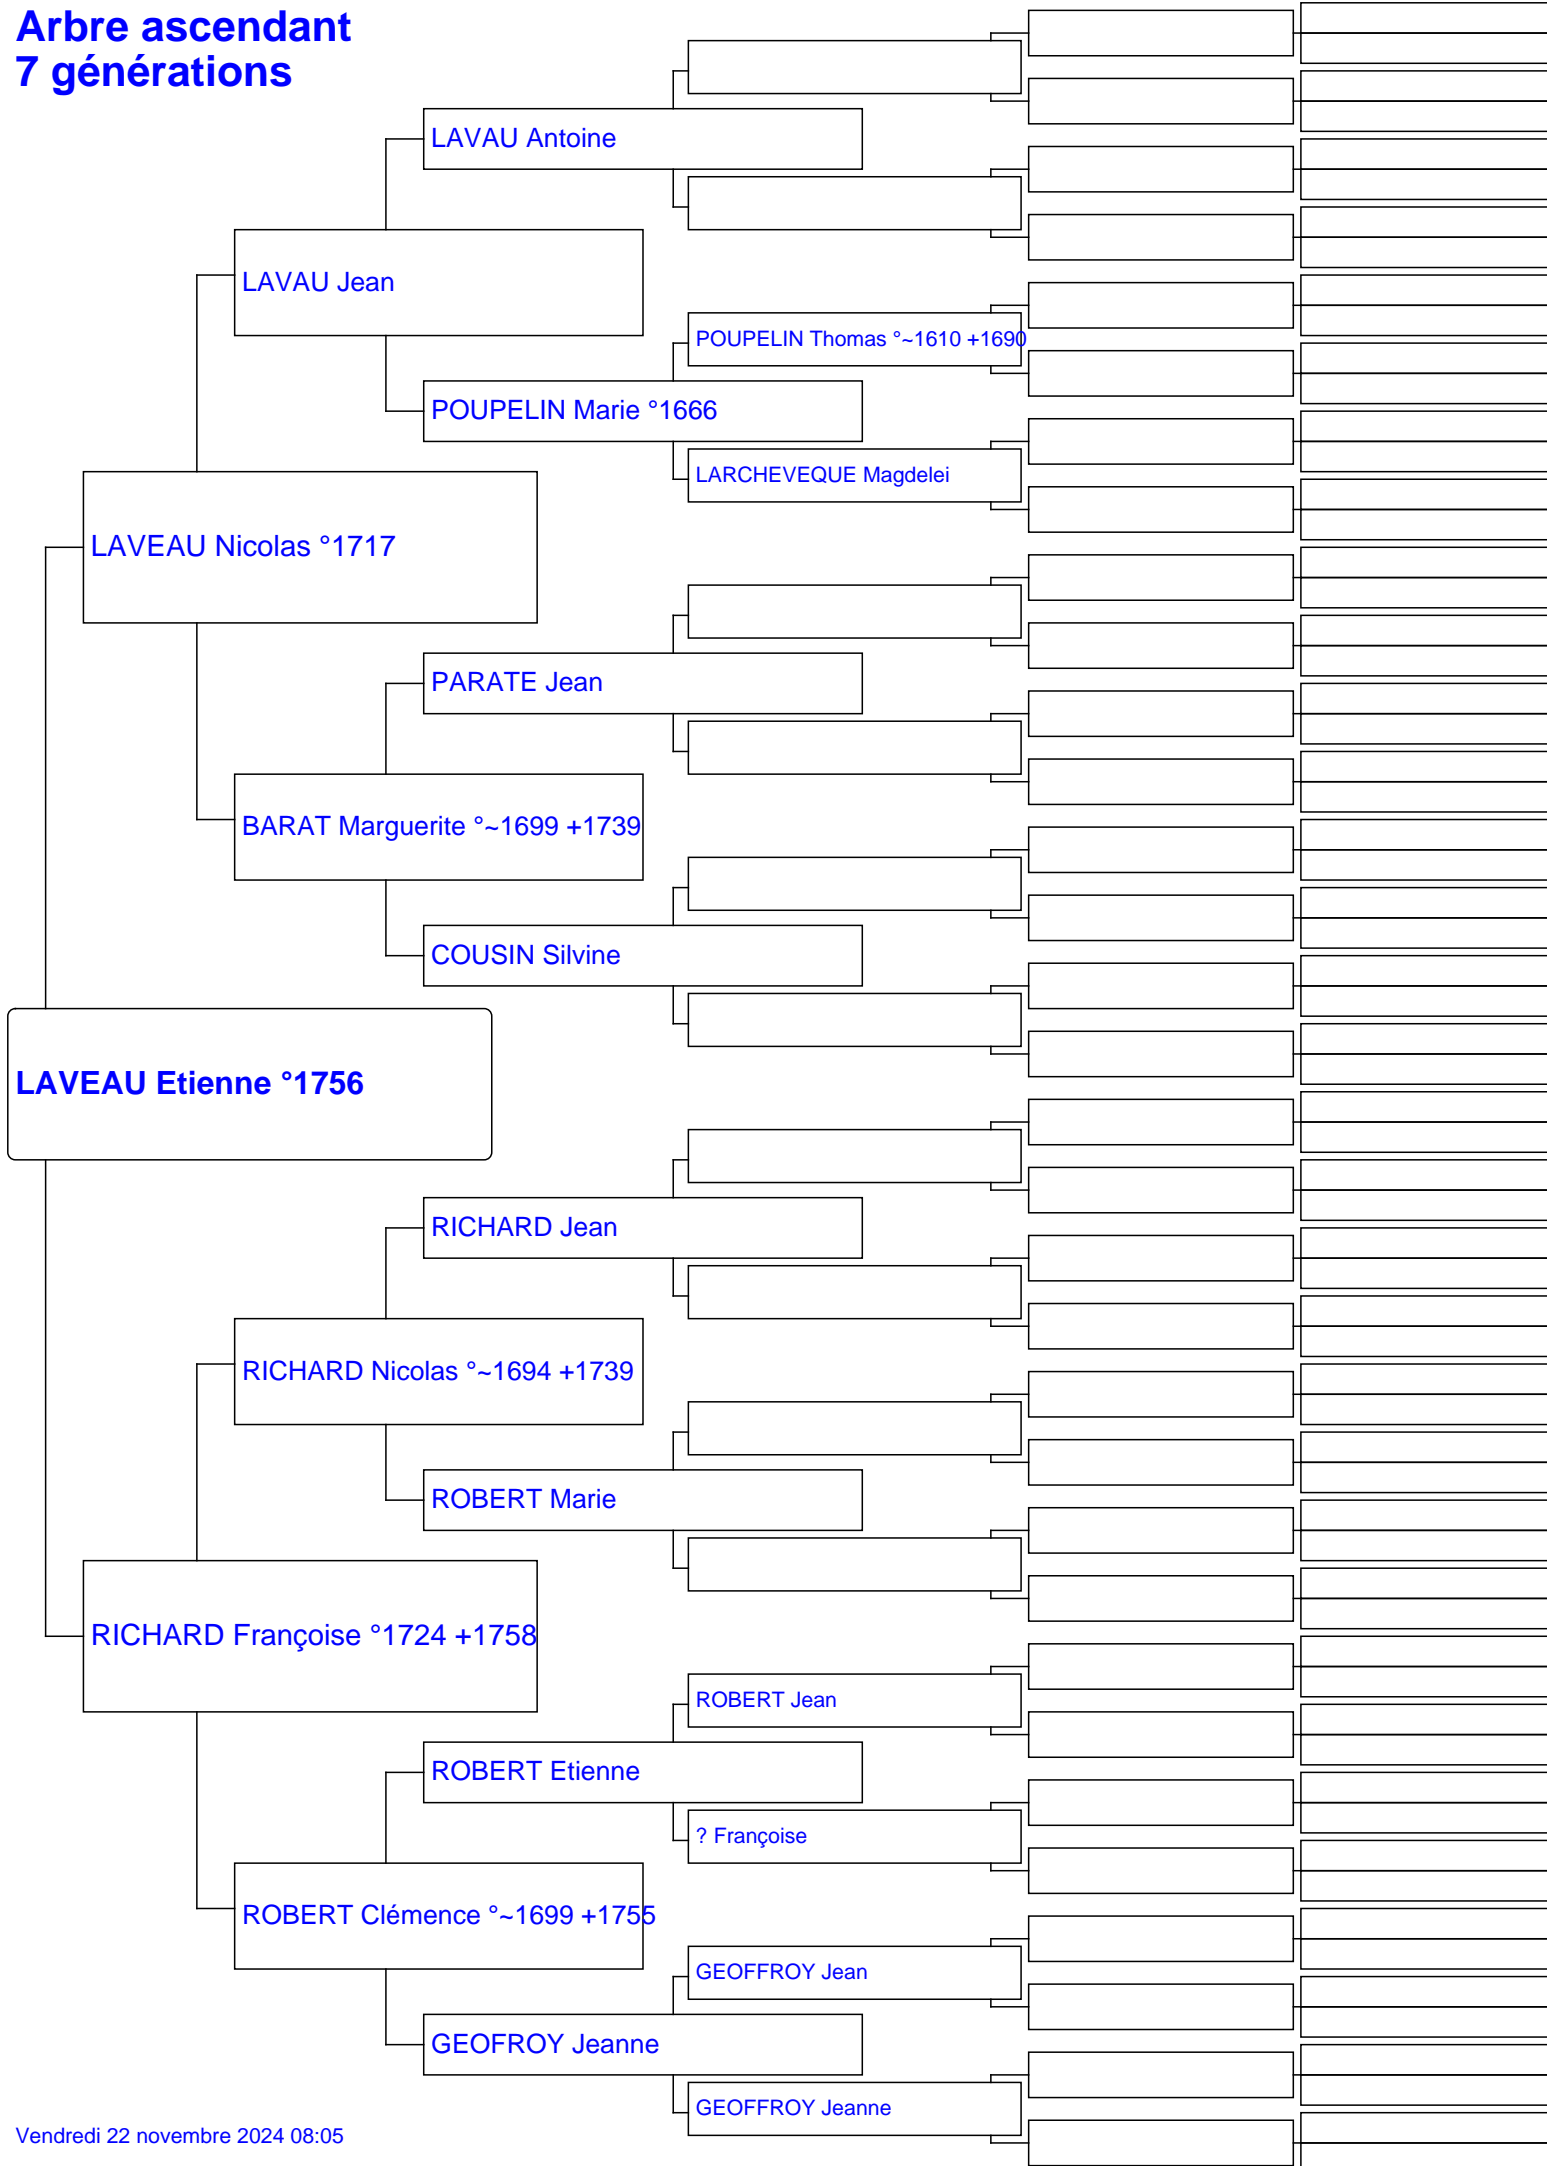 Arbre ascendant
7 générations
LAVAU Antoine
LAVAU Jean
POUPELIN Thomas °~1610 +1690
POUPELIN Marie °1666
LARCHEVEQUE Magdelei
LAVEAU Nicolas °1717
PARATE Jean
BARAT Marguerite °~1699 +1739
COUSIN Silvine
LAVEAU Etienne °1756
RICHARD Jean
RICHARD Nicolas °~1694 +1739
ROBERT Marie
RICHARD Françoise °1724 +1758
ROBERT Jean
ROBERT Etienne
? Françoise
ROBERT Clémence °~1699 +1755
GEOFFROY Jean
GEOFROY Jeanne
GEOFFROY Jeanne
Vendredi 22 novembre 2024 08:05